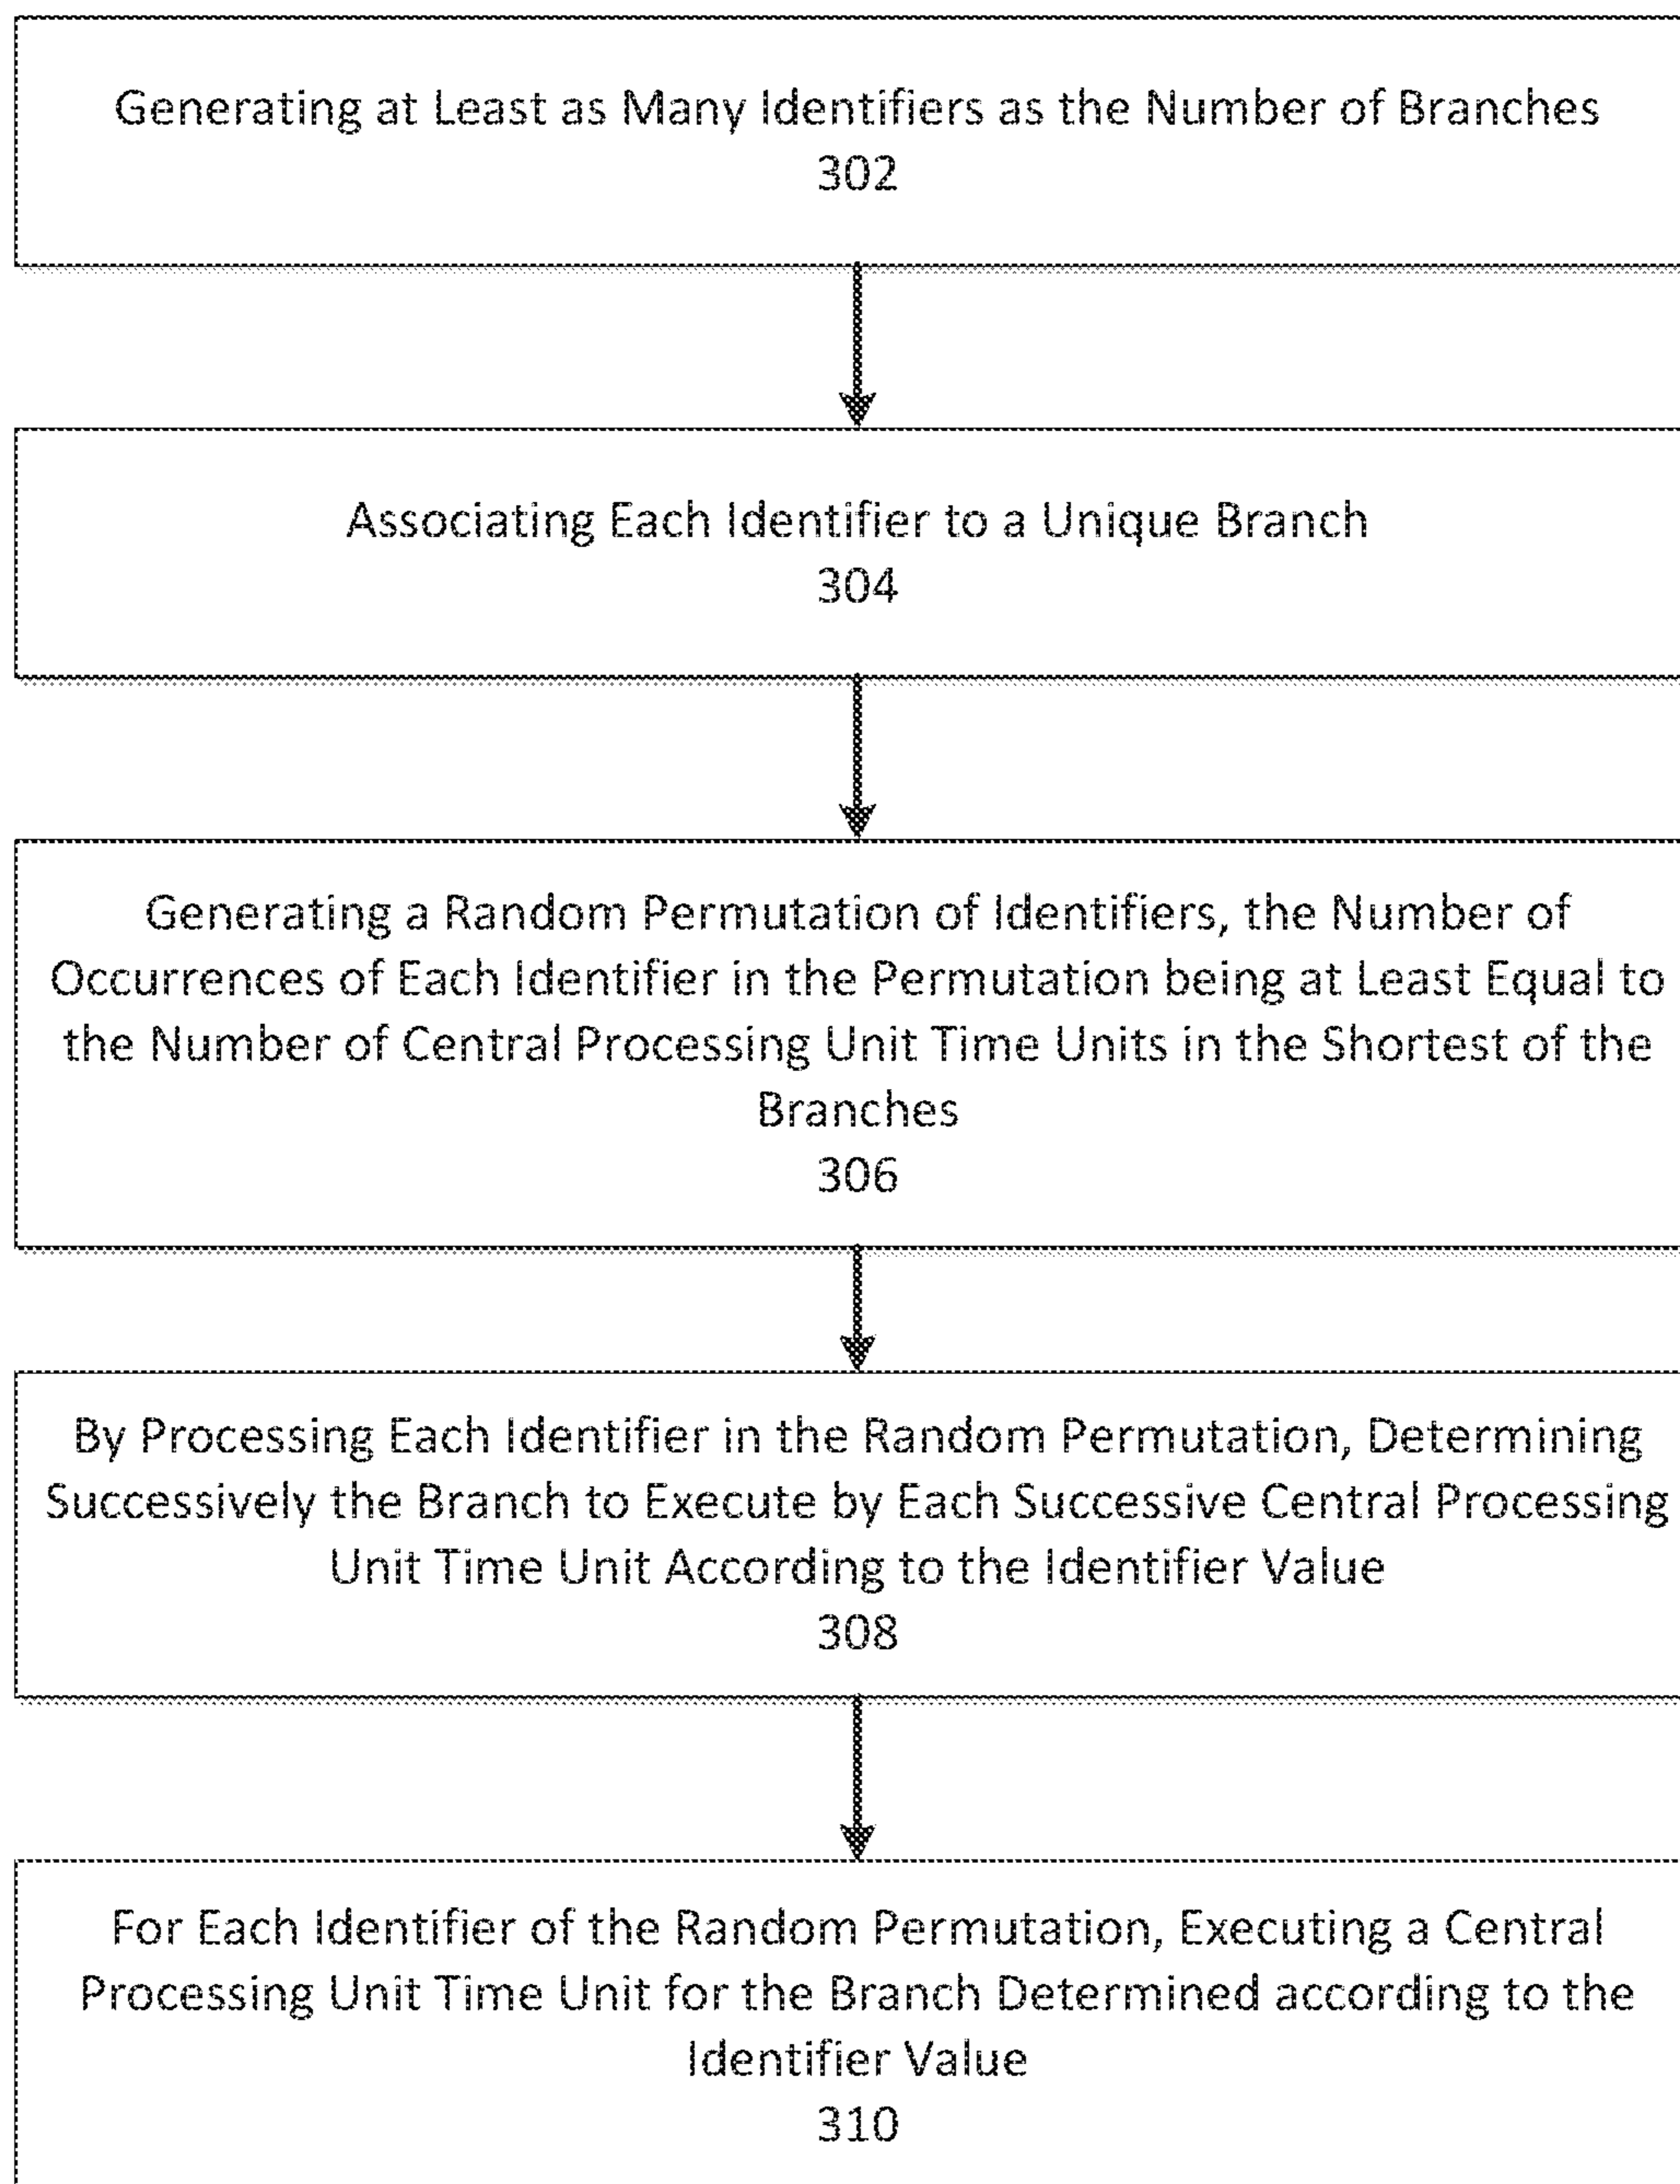 Generating at Least as Many Identifiers as the Number of Branches
302
Associating Each Identifier to a Unique Branch
304
Generating a Random Permutation of Identifiers, the Number of
Occurrences of Each Identifier in the Permutation being at Least Equal to
the Number of Central Processing Unit Time Units in the Shortest of the
Branches
306
By Processing Each Identifier in the Random Permutation, Determining
Successively the Branch to Execute by Each Successive Central Processing
Unit Time Unit According to the Identifier Value
308
For Each Identifier of the Random Permutation, Executing a Central
Processing Unit Time Unit for the Branch Determined according to the
Identifier Value
310